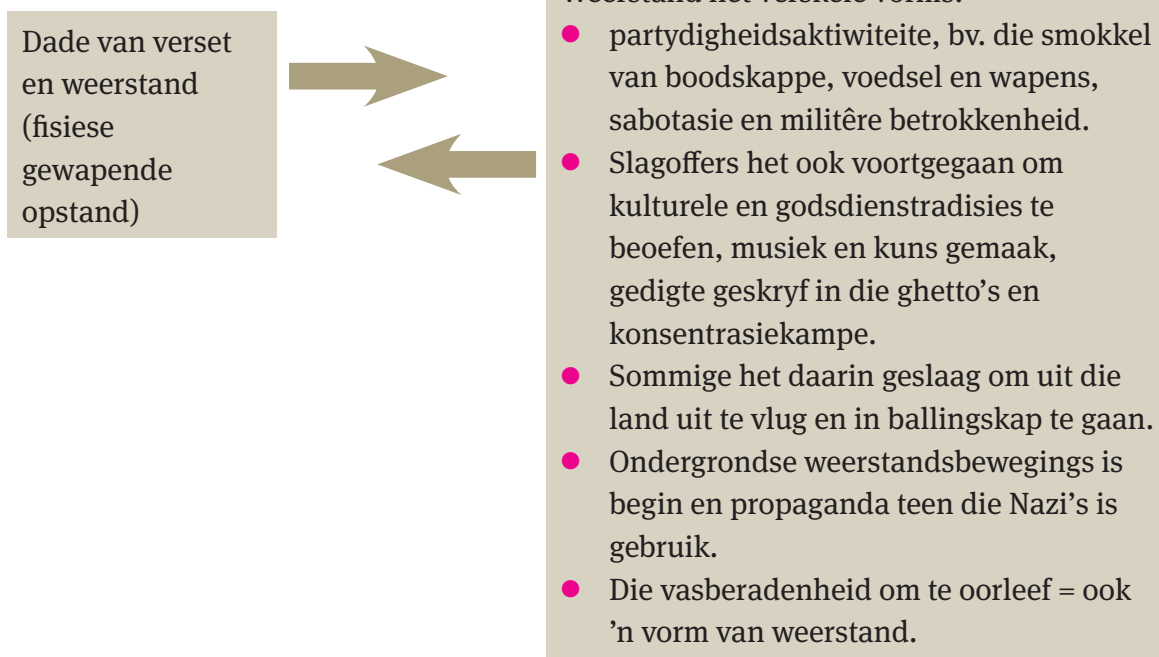 Dade van verset
en weerstand
(fisiese
gewapende
opstand)
Weerstand het verskeie vorms:
● partydigheidsaktiwiteite, bv. die smokkel
van boodskappe, voedsel en wapens,
sabotasie en militêre betrokkenheid.
● Slagoffers het ook voortgegaan om
kulturele en godsdienstradisies te
beoefen, musiek en kuns gemaak,
gedigte geskryf in die ghetto’s en
konsentrasiekampe.
● Sommige het daarin geslaag om uit die
land uit te vlug en in ballingskap te gaan.
● Ondergrondse weerstandsbewegings is
begin en propaganda teen die Nazi’s is
gebruik.
● Die vasberadenheid om te oorleef = ook
’n vorm van weerstand.